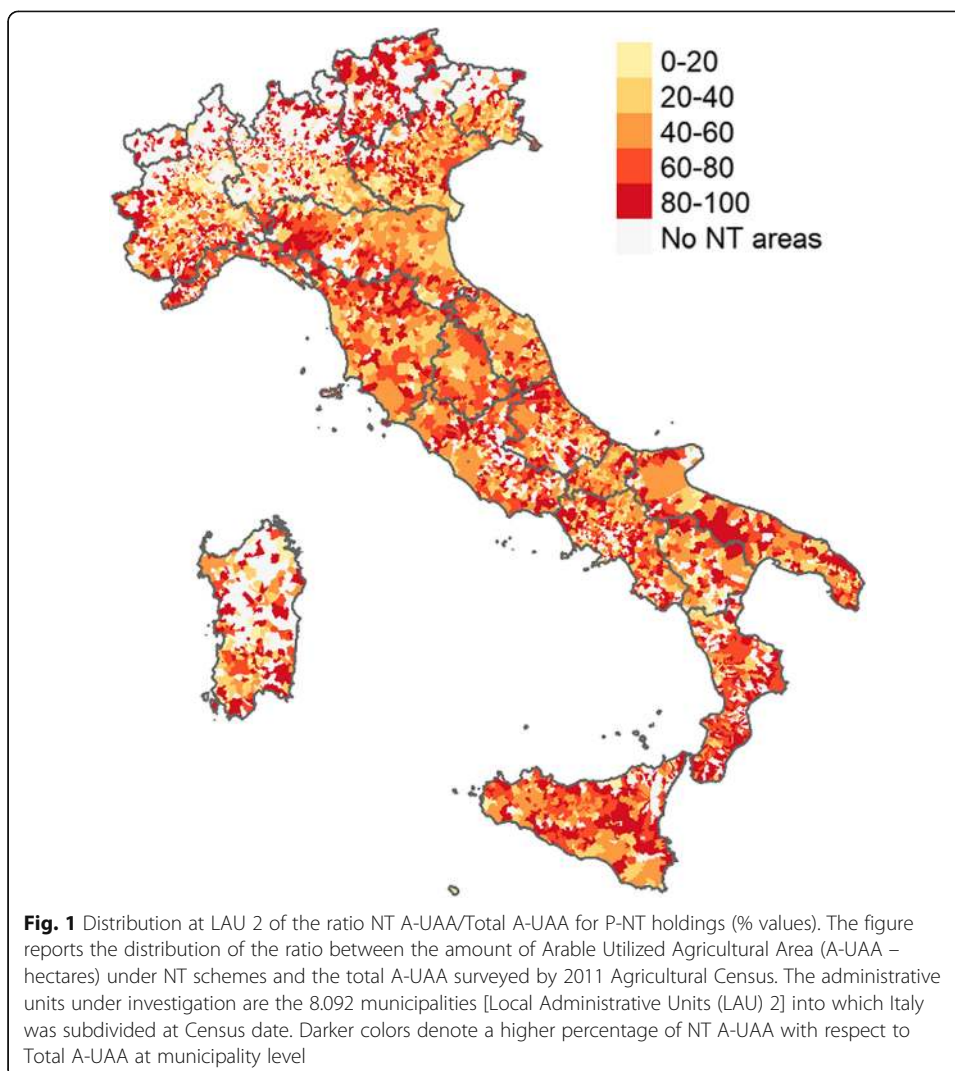 0-20
20-40
40-60
60-80
80-100
No NT areas
Fig. 1 Distribution at LAU 2 of the ratio NT A-UAA/Total A-UAA for P-NT holdings (% values). The figure
reports the distribution of the ratio between the amount of Arable Utilized Agricultural Area (A-UAA –
hectares) under NT schemes and the total A-UAA surveyed by 2011 Agricultural Census. The administrative
units under investigation are the 8.092 municipalities [Local Administrative Units (LAU) 2] into which Italy
was subdivided at Census date. Darker colors denote a higher percentage of NT A-UAA with respect to
Total A-UAA at municipality level